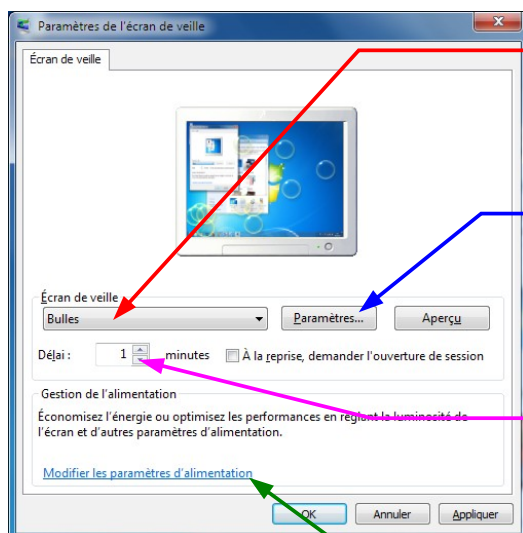 Paramètres de l'écran de veille
Écran de veille
Écran de veille
Bulles
Paramètres...
Aperçu
Délai :
1
minutes
À la reprise, demander l'ouverture de session
Gestion de l'alimentation
Économisez l'énergie ou optimisez les performances en réglant la luminosité de
l'écran et d'autres paramètres d'alimentation.
Modifier les paramètres d'alimentation
OK
Annuler
Appliquer